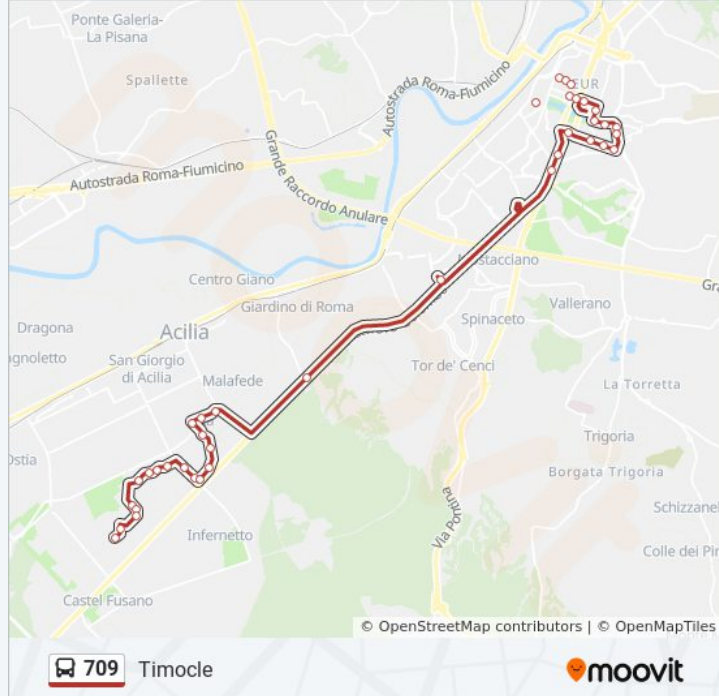 Ponte Galeria-
La Pisana
Spallette
Autostrada Roma-Fiumicino
EUR
Grande Raccordo Anulare
Autostrada Roma-Fiumicino
Mostacciano
Gra
Centro Giano
Giardino di Roma
Vallerano
Dragona
Acilia
Spinaceto
agnoletto
San Giorgio
di Acilia
Malafede
Tor de' Cenci
La Torretta
Ostia
Trigoria
Borgata Trigoria
Via Pontina
Schizzanel
Infernetto
Colle dei Pin
Castel Fusano
© OpenStreetMap contributors | © OpenMapTiles
709 Timocle
moovit